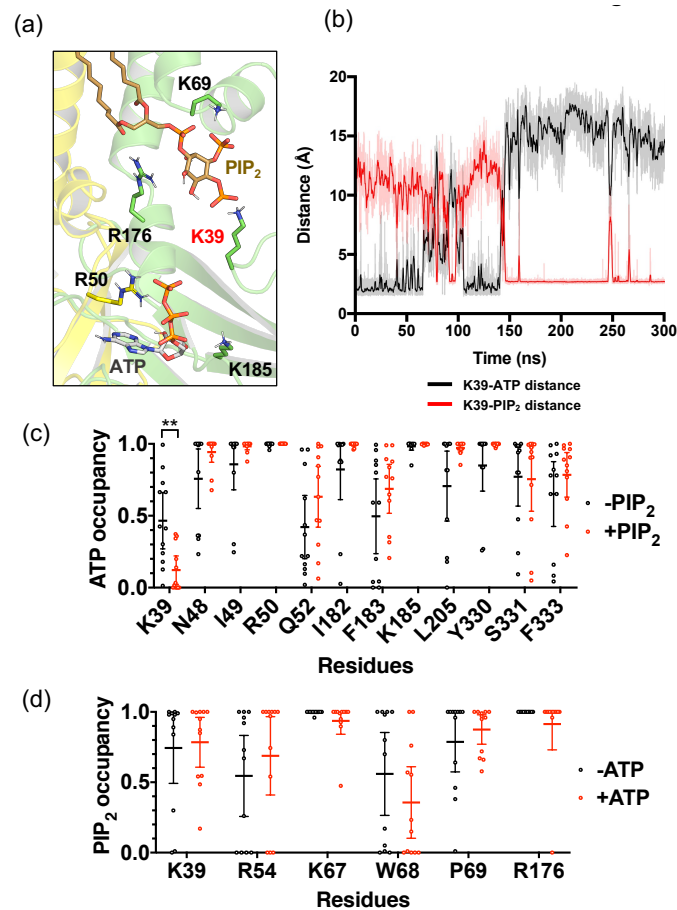 (a)
K69
PIP2
R176
K39
R50
ATP
K185
(b)
Distance (Å)
20
15
10
5
0
0 50 100 150 200 250 300
Time (ns)
K39-ATP distance
K39-PIP2 distance
(c)
**
ATP occupancy
1.0
0.5
0.0
K39 N48 I49 R50 Q52 I182 F183 K185 L205 Y330 S331 F333
Residues
-PIP2
+PIP2
(d)
PIP2 occupancy
1.0
0.5
0.0
K39 R54 K67 W68 P69 R176
Residues
-ATP
+ATP